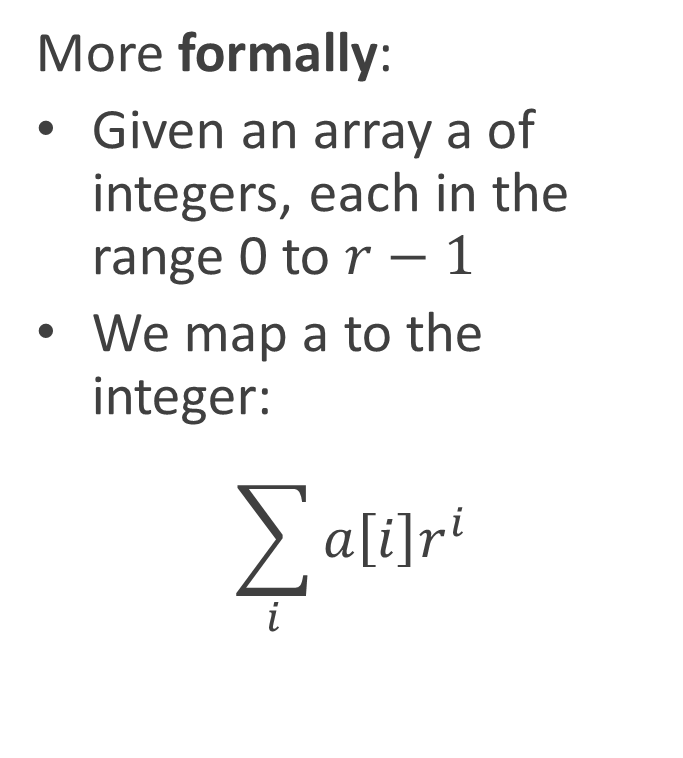 More formally:
• Given an array a of
integers, each in the
range 0 to r − 1
• We map a to the
integer:
∑ a[i]rⁱ
i